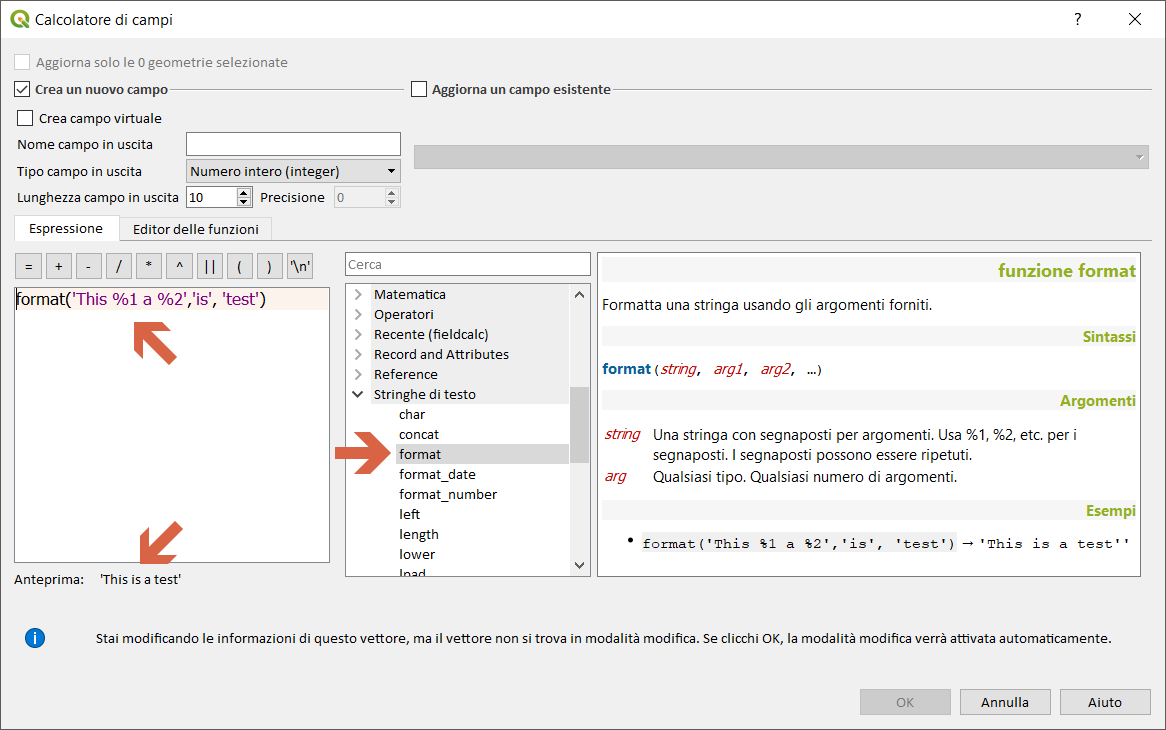 Calcolatore di campi
?
Aggiorna solo le 0 geometrie selezionate
Crea un nuovo campo
Aggiorna un campo esistente
Crea campo virtuale
Nome campo in uscita
Tipo campo in uscita
Numero intero (integer)
Lunghezza campo in uscita
10
Precisione
0
Espressione
Editor delle funzioni
= + - / * ^ || ( ) '\n'
format('This %1 a %2','is', 'test')
Anteprima: 'This is a test'
Cerca
Matematica
Operatori
Recente (fieldcalc)
Record and Attributes
Reference
Stringhe di testo
char
concat
format
format_date
format_number
left
length
lower
lpad
funzione format
Formatta una stringa usando gli argomenti forniti.
Sintassi
format(string, arg1, arg2, …)
Argomenti
string Una stringa con segnaposti per argomenti. Usa %1, %2, etc. per i
segnaposti. I segnaposti possono essere ripetuti.
arg Qualsiasi tipo. Qualsiasi numero di argomenti.
Esempi
• format('This %1 a %2','is', 'test') → 'This is a test''
i
Stai modificando le informazioni di questo vettore, ma il vettore non si trova in modalità modifica. Se clicchi OK, la modalità modifica verrà attivata automaticamente.
OK
Annulla
Aiuto